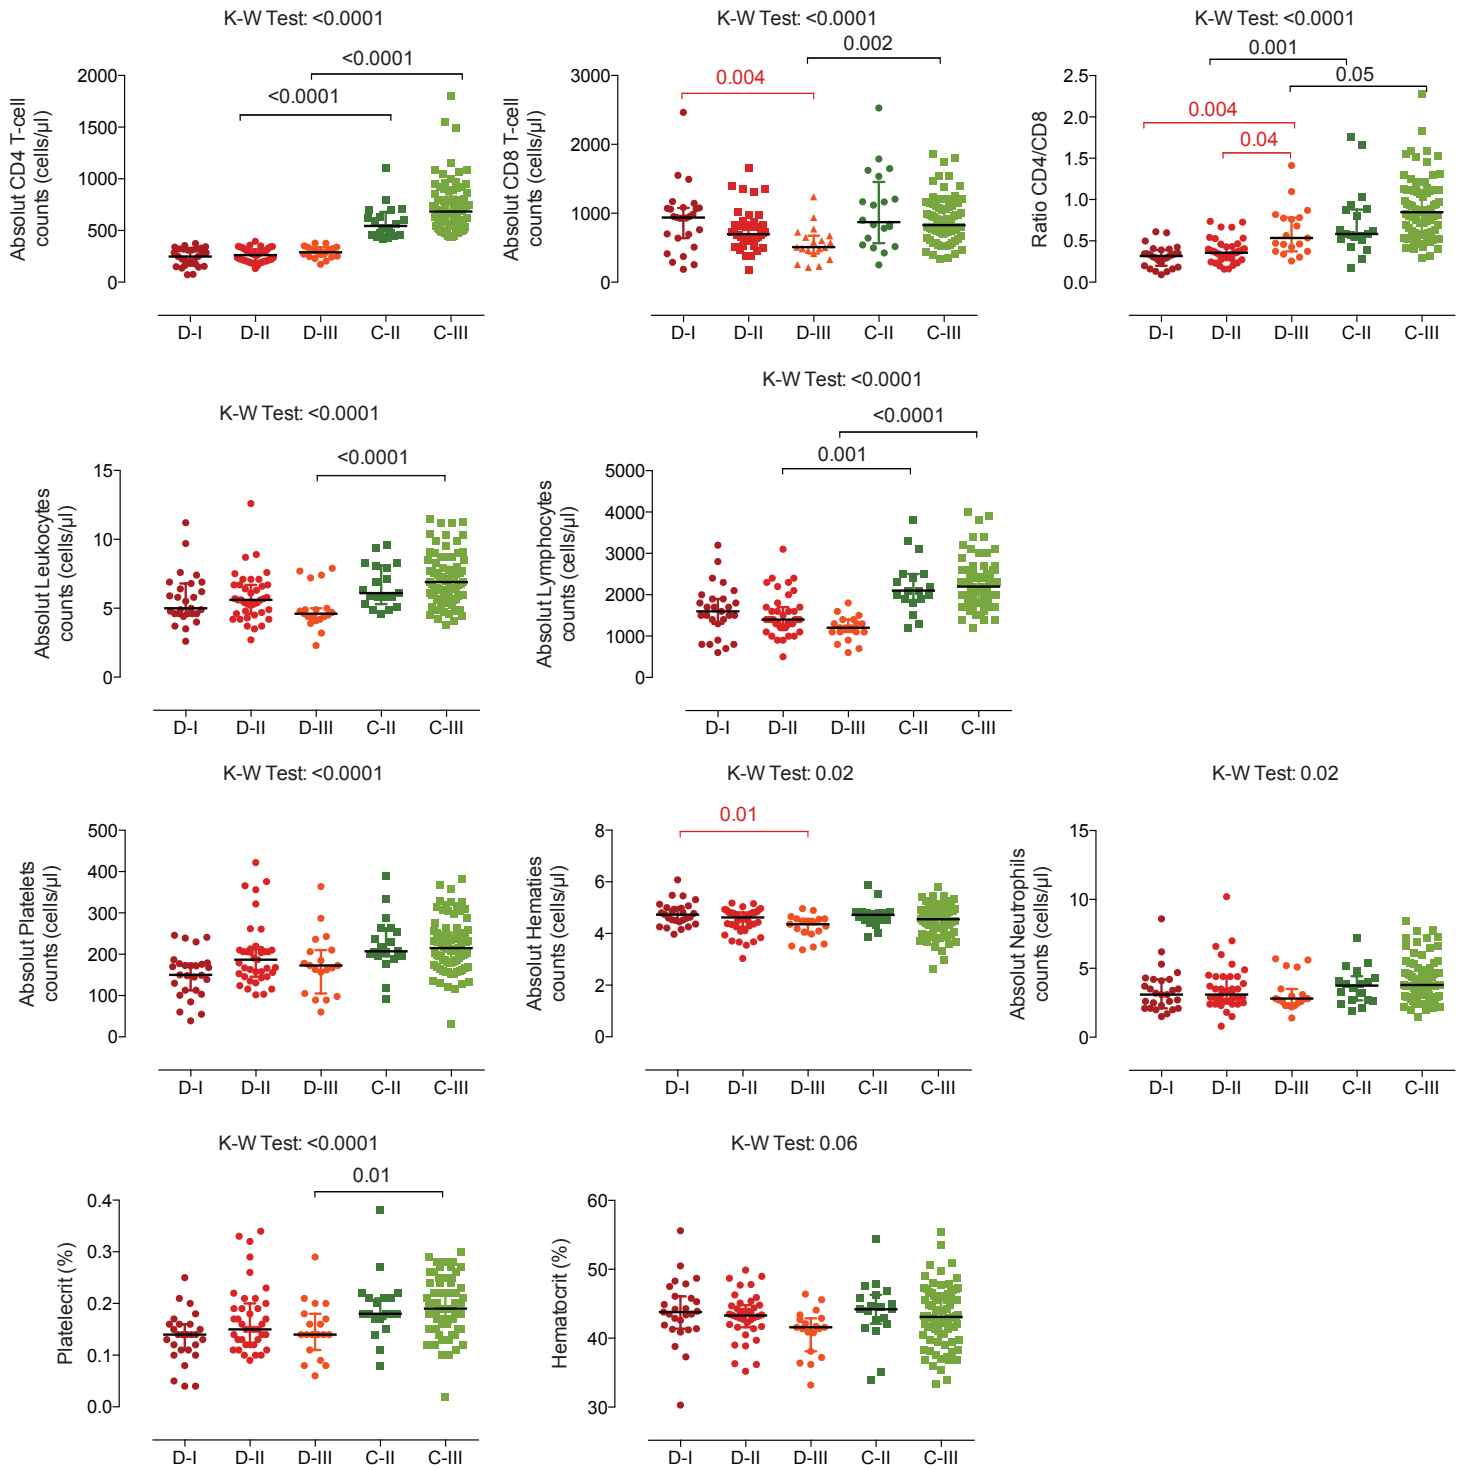 K-W Test: <0.0001
<0.0001
<0.0001
Absolut CD4 T-cell
counts (cells/µl)
2000
1500
1000
500
0
D-I D-II D-III C-II C-III
K-W Test: <0.0001
0.002
0.004
Absolut CD8 T-cell
counts (cells/µl)
3000
2000
1000
0
D-I D-II D-III C-II C-III
K-W Test: <0.0001
0.001
0.05
0.004
0.04
Ratio CD4/CD8
2.5
2.0
1.5
1.0
0.5
0.0
D-I D-II D-III C-II C-III
K-W Test: <0.0001
<0.0001
Absolut Leukocytes
counts (cells/µl)
15
10
5
0
D-I D-II D-III C-II C-III
K-W Test: <0.0001
<0.0001
0.001
Absolut Lymphocytes
counts (cells/µl)
5000
4000
3000
2000
1000
0
D-I D-II D-III C-II C-III
K-W Test: <0.0001
Absolut Platelets
counts (cells/µl)
500
400
300
200
100
0
D-I D-II D-III C-II C-III
K-W Test: 0.02
0.01
Absolut Hematies
counts (cells/µl)
8
6
4
2
0
D-I D-II D-III C-II C-III
K-W Test: 0.02
Absolut Neutrophils
counts (cells/µl)
15
10
5
0
D-I D-II D-III C-II C-III
K-W Test: <0.0001
0.01
Platelecrit (%)
0.4
0.3
0.2
0.1
0.0
D-I D-II D-III C-II C-III
K-W Test: 0.06
Hematocrit (%)
60
50
40
30
D-I D-II D-III C-II C-III